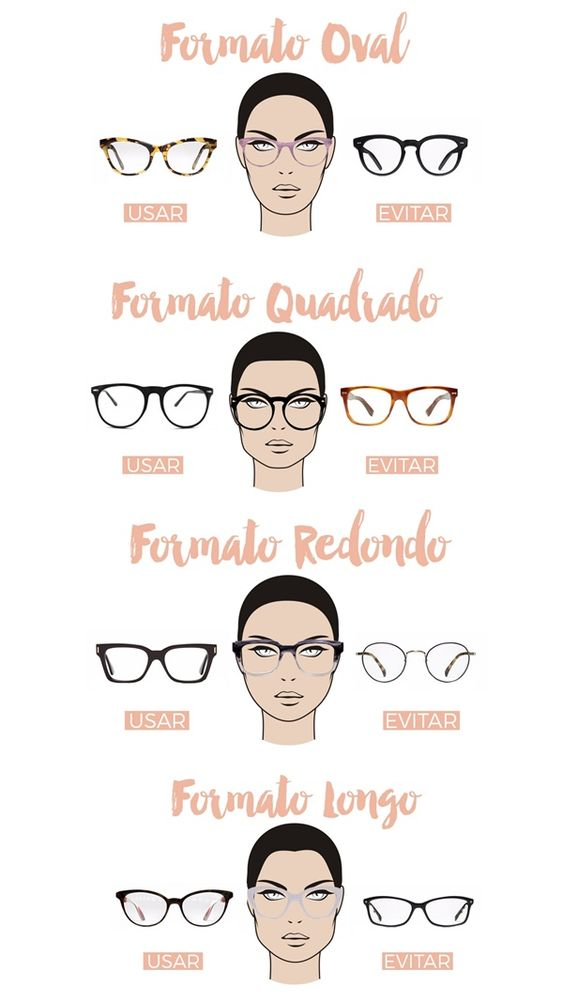 Formato Oval
USAR
EVITAR
Formato Quadrado
USAR
EVITAR
Formato Redondo
USAR
EVITAR
Formato Longo
USAR
EVITAR